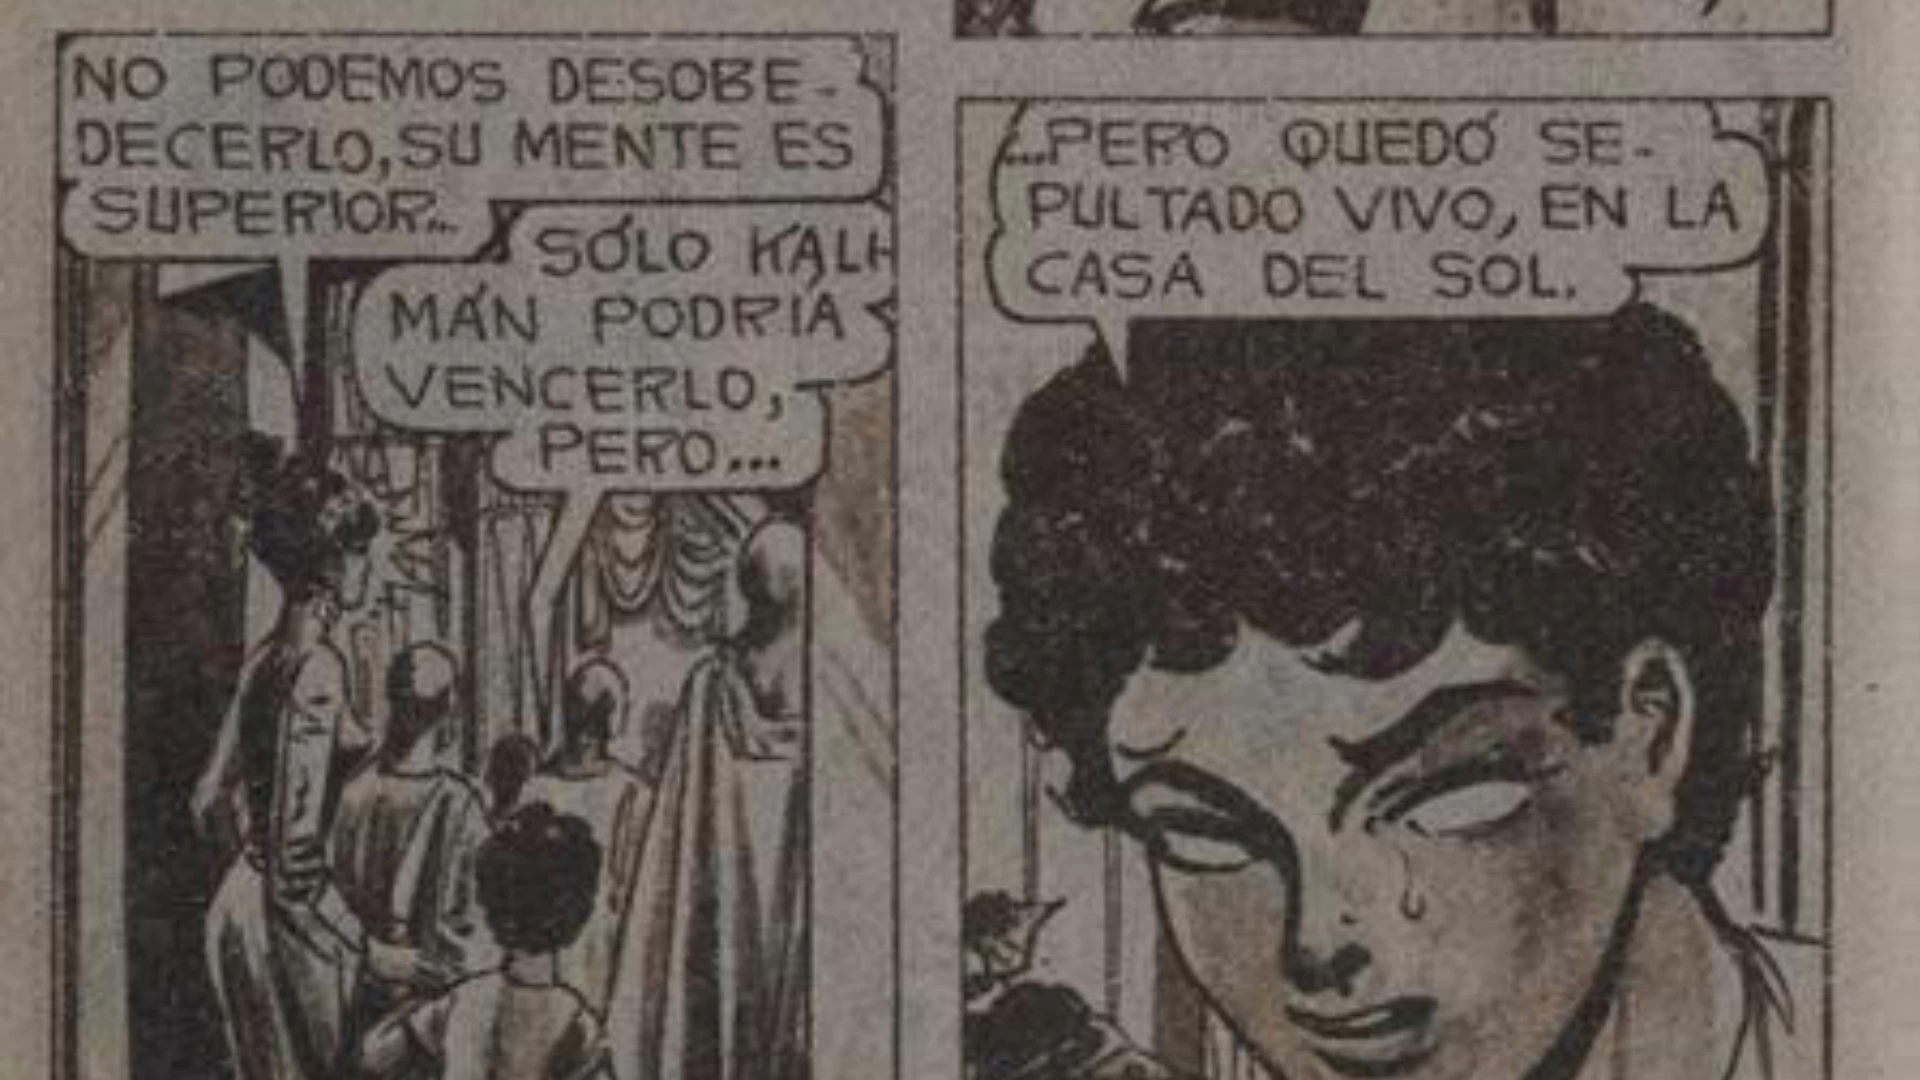 NO PODEMOS DESOBE-
DECERLO, SU MENTE ES
SUPERIOR...
SÓLO KALI-
MÁN PODRÍA
VENCERLO,
PERO...
...PERO QUEDÓ SE-
PULTADO VIVO, EN LA
CASA DEL SOL.